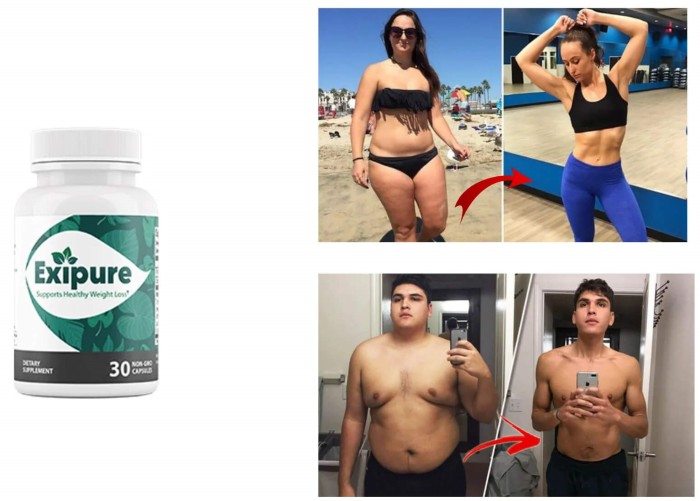 Exipure
Supports Healthy Weight Loss*
DIETARY
SUPPLEMENT
30 NON-GMO
CAPSULES